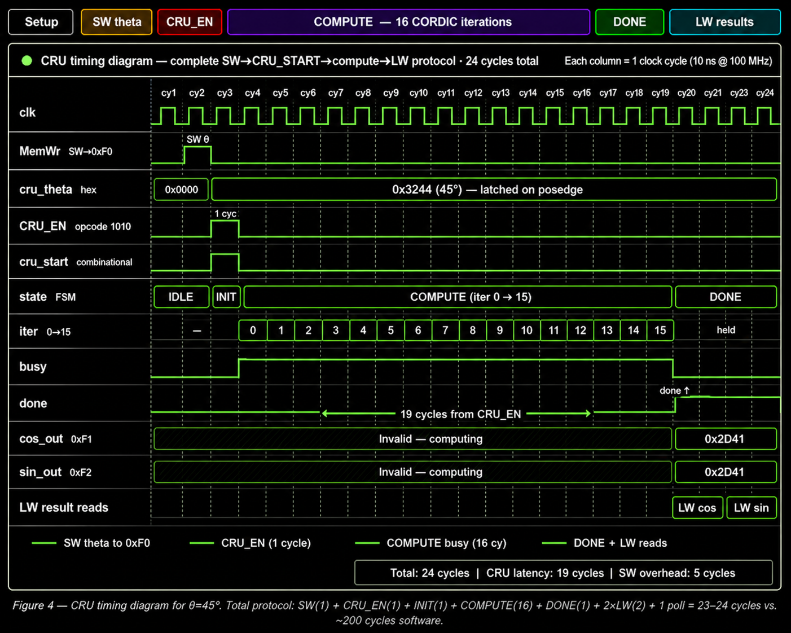 Setup SW theta CRU_EN COMPUTE — 16 CORDIC iterations DONE LW results
CRU timing diagram — complete SW→CRU_START→compute→LW protocol · 24 cycles total Each column = 1 clock cycle (10 ns @ 100 MHz)
cy1 cy2 cy3 cy4 cy5 cy6 cy7 cy8 cy9 cy10 cy11 cy12 cy13 cy14 cy15 cy16 cy17 cy18 cy19 cy20 cy21 cy22 cy23 cy24
clk
SW θ
MemWr SW→0xF0
cru_theta hex 0x0000 0x3244 (45°) — latched on posedge
1 cyc
CRU_EN opcode 1010
cru_start combinational
state FSM IDLE INIT COMPUTE (iter 0 → 15) DONE
iter 0→15 — 0 1 2 3 4 5 6 7 8 9 10 11 12 13 14 15 held
busy
done ↑
done 19 cycles from CRU_EN
cos_out 0xF1 Invalid — computing 0x2D41
sin_out 0xF2 Invalid — computing 0x2D41
LW result reads LW cos LW sin
SW theta to 0xF0 CRU_EN (1 cycle) COMPUTE busy (16 cy) DONE + LW reads
Total: 24 cycles | CRU latency: 19 cycles | SW overhead: 5 cycles
Figure 4 — CRU timing diagram for θ=45°. Total protocol: SW(1) + CRU_EN(1) + INIT(1) + COMPUTE(16) + DONE(1) + 2×LW(2) + 1 poll = 23–24 cycles vs.
~200 cycles software.